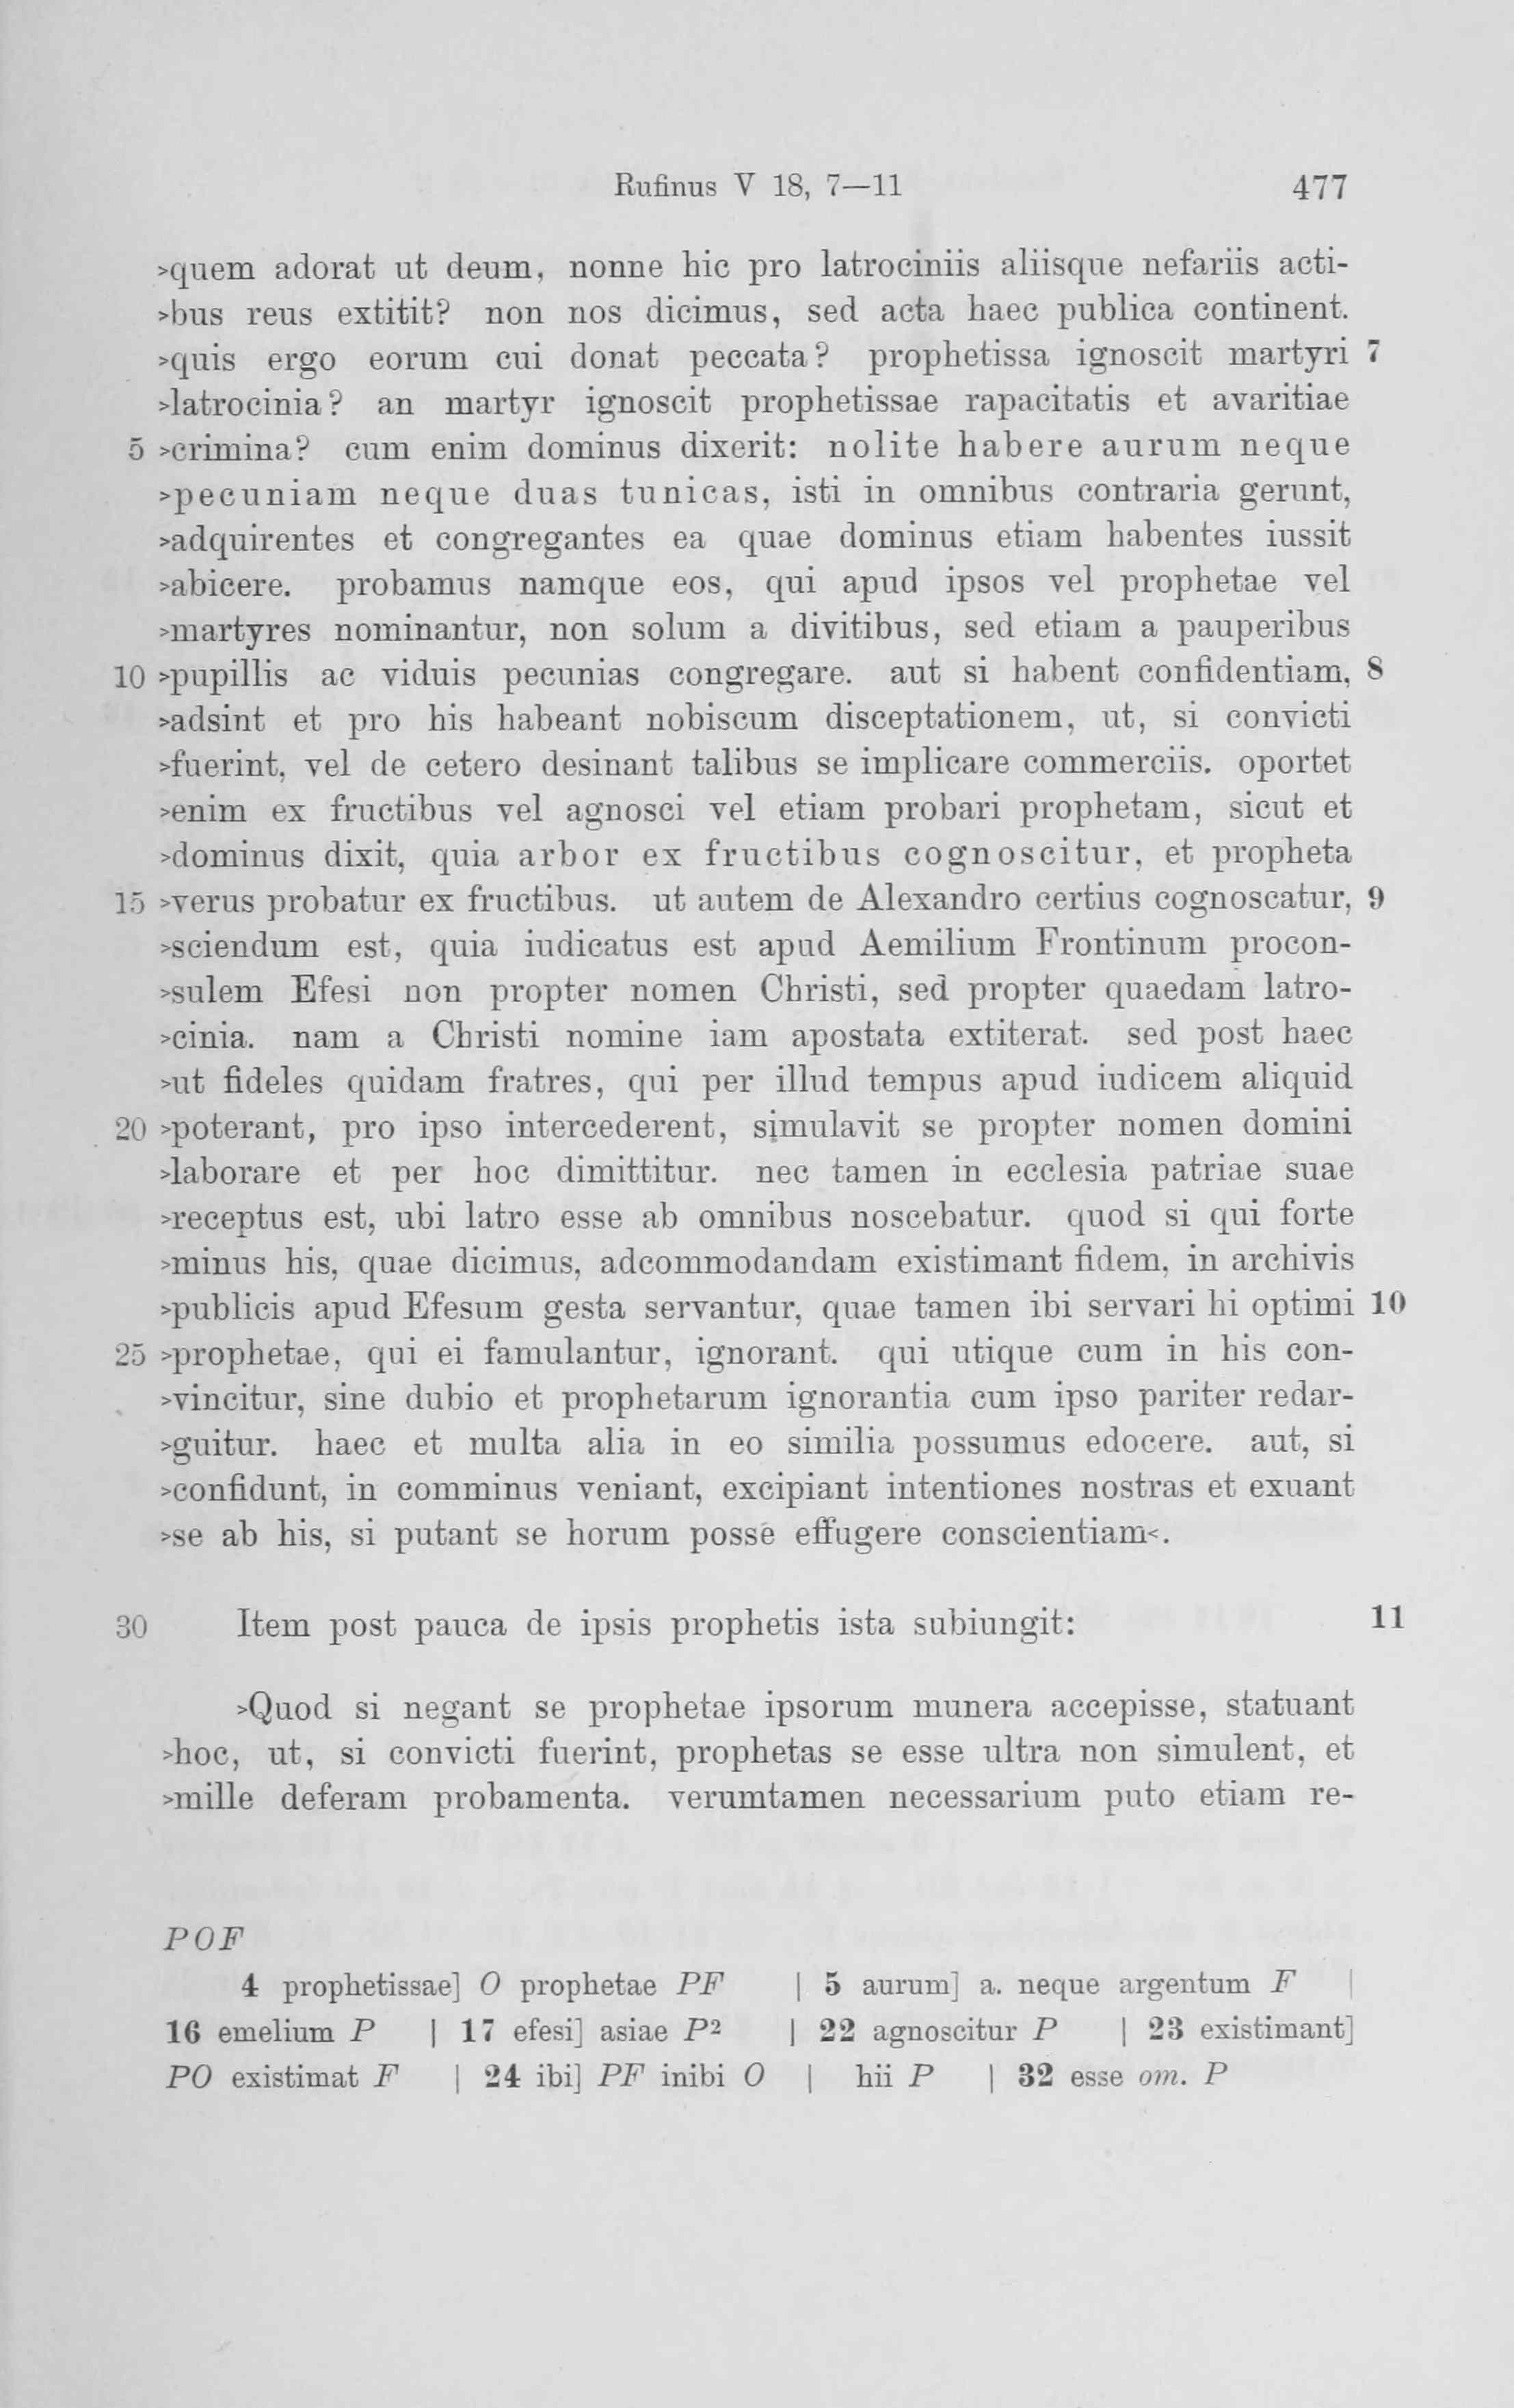 Rufinus V 18, 7—11 477
>quem adorat ut deum, nonne hic pro latrociniis aliisque nefariis acti-
>bus reus extitit? non nos dicimus, sed acta haec publica continent.
>quis ergo eorum cui donat peccata? prophetissa ignoscit martyri 7
>latrocinia? an martyr ignoscit prophetissae rapacitatis et avaritiae
5 >crimina? cum enim dominus dixerit: nolite habere aurum neque
>pecuniam neque duas tunicas, isti in omnibus contraria gerunt,
>adquirentes et congregantes ea quae dominus etiam habentes iussit
>abicere. probamus namque eos, qui apud ipsos vel prophetae vel
>martyres nominantur, non solum a divitibus, sed etiam a pauperibus
10 >pupillis ac viduis pecunias congregare. aut si habent confidentiam, 8
>adsint et pro his habeant nobiscum disceptationem, ut, si convicti
>fuerint, vel de cetero desinant talibus se implicare commerciis. oportet
>enim ex fructibus vel agnosci vel etiam probari prophetam, sicut et
>dominus dixit, quia arbor ex fructibus cognoscitur, et propheta
15 >verus probatur ex fructibus. ut autem de Alexandro certius cognoscatur, 9
>sciendum est, quia iudicatus est apud Aemilium Frontinum procon-
>sulem Efesi non propter nomen Christi, sed propter quaedam latro-
>cinia. nam a Christi nomine iam apostata extiterat. sed post haec
>ut fideles quidam fratres, qui per illud tempus apud iudicem aliquid
20 >poterant, pro ipso intercederent, simulavit se propter nomen domini
>laborare et per hoc dimittitur. nec tamen in ecclesia patriae suae
>receptus est, ubi latro esse ab omnibus noscebatur. quod si qui forte
>minus his, quae dicimus, adcommodandam existimant fidem, in archivis
>publicis apud Efesum gesta servantur, quae tamen ibi servari hi optimi 10
25 >prophetae, qui ei famulantur, ignorant. qui utique cum in his con-
>vincitur, sine dubio et prophetarum ignorantia cum ipso pariter redar-
>guitur. haec et multa alia in eo similia possumus edocere. aut, si
>confidunt, in comminus veniant, excipiant intentiones nostras et exuant
>se ab his, si putant se horum posse effugere conscientiam<.
30 Item post pauca de ipsis prophetis ista subiungit: 11
>Quod si negant se prophetae ipsorum munera accepisse, statuant
>hoc, ut, si convicti fuerint, prophetas se esse ultra non simulent, et
>mille deferam probamenta. verumtamen necessarium puto etiam re-
POF
4 prophetissae] O prophetae PF | 5 aurum] a. neque argentum F |
16 emelium P | 17 efesi] asiae P² | 22 agnoscitur P | 23 existimant]
PO existimat F | 24 ibi] PF inibi O | hii P | 32 esse om. P